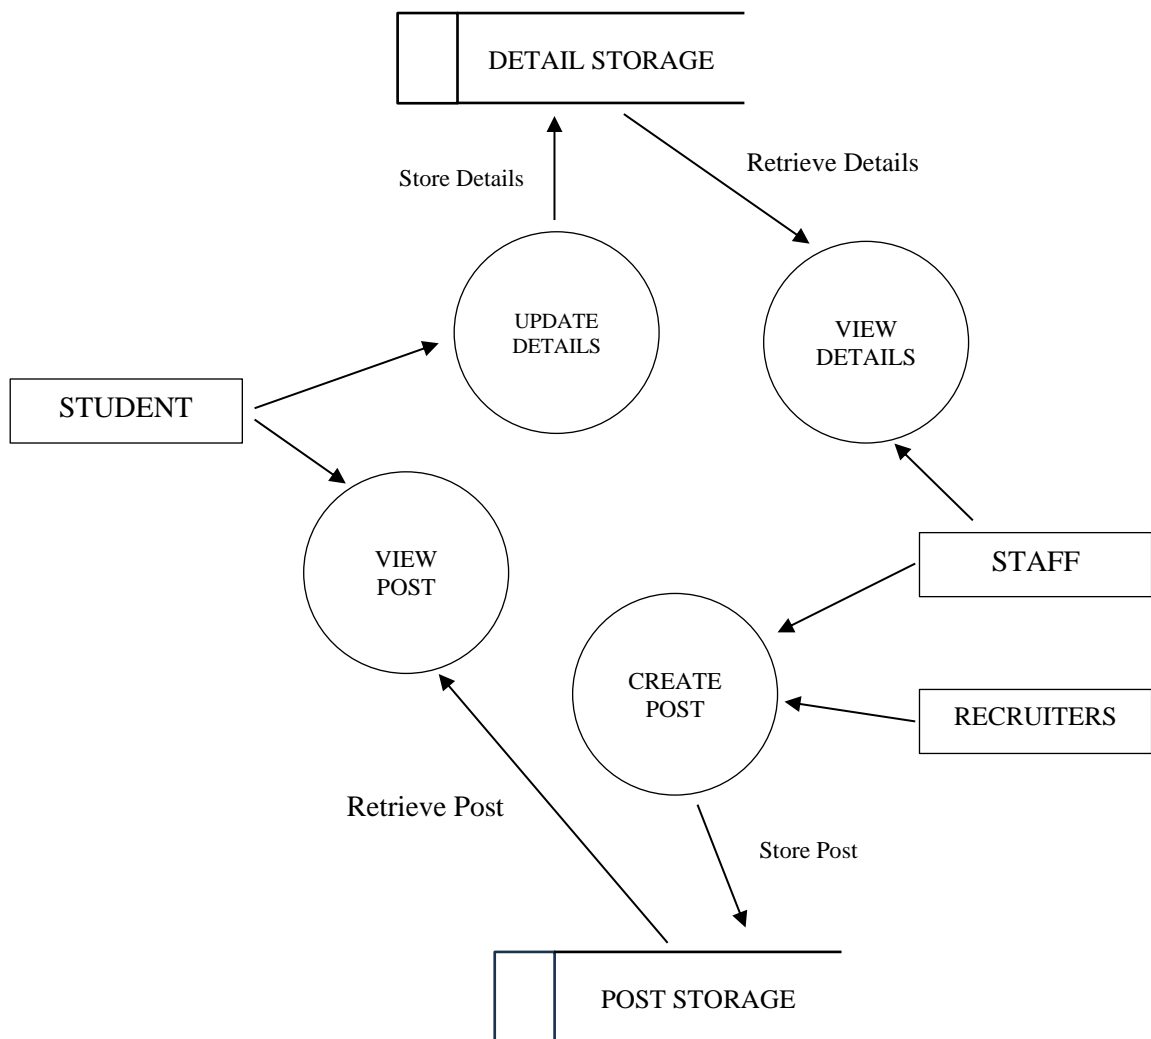 DETAIL STORAGE
Store Details
Retrieve Details
UPDATE
DETAILS
VIEW
DETAILS
STUDENT
VIEW
POST
STAFF
CREATE
POST
RECRUITERS
Retrieve Post
Store Post
POST STORAGE